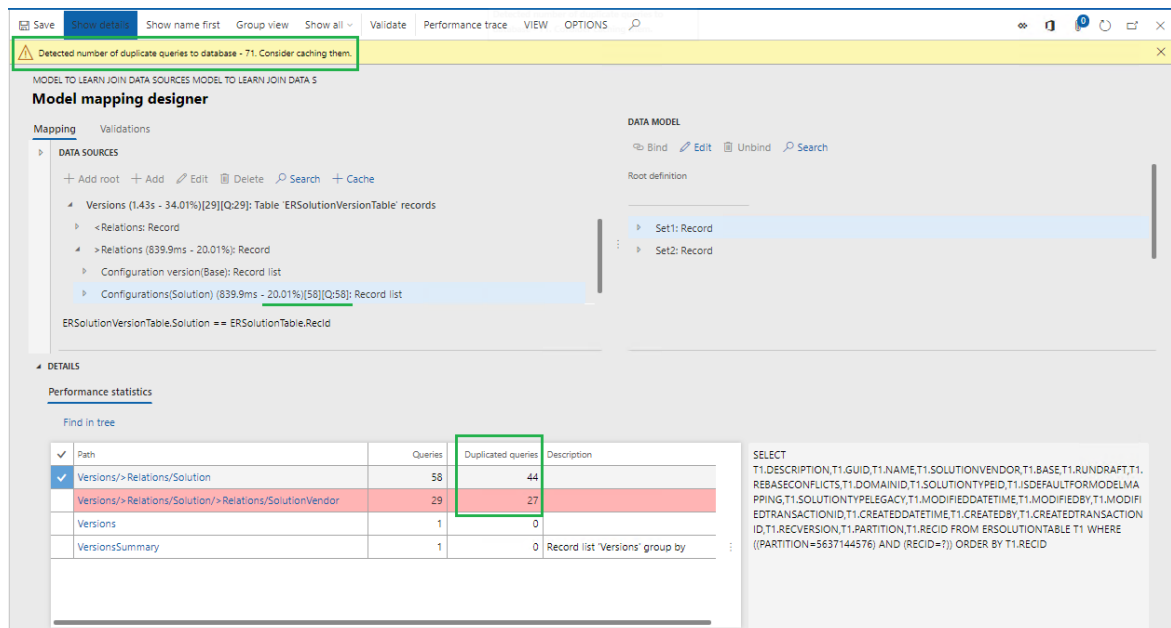 Save Show details Show name first Group view Show all Validate Performance trace VIEW OPTIONS 0
Detected number of duplicate queries to database - 71. Consider caching them.
MODEL TO LEARN JOIN DATA SOURCES MODEL TO LEARN JOIN DATA S
Model mapping designer
Mapping Validations
DATA SOURCES
+ Add root + Add Edit Delete Search + Cache
Versions (1.43s - 34.01%)[29][Q:29]: Table 'ERSolutionVersionTable' records
<Relations: Record
>Relations (839.9ms - 20.01%): Record
Configuration version(Base): Record list
Configurations(Solution) (839.9ms - 20.01%)[58][Q:58]: Record list
ERSolutionVersionTable.Solution == ERSolutionTable.RecId
DATA MODEL
Bind Edit Unbind Search
Root definition
Set1: Record
Set2: Record
DETAILS
Performance statistics
Find in tree
Path Queries Duplicated queries Description
Versions/>Relations/Solution 58 44
Versions/>Relations/Solution/>Relations/SolutionVendor 29 27
Versions 1 0
VersionsSummary 1 0 Record list 'Versions' group by
SELECT
T1.DESCRIPTION,T1.GUID,T1.NAME,T1.SOLUTIONVENDOR,T1.BASE,T1.RUNDRAFT,T1.
REBASECONFLICTS,T1.DOMAINID,T1.SOLUTIONTYPEID,T1.ISDEFAULTFORMODELMA
PPING,T1.SOLUTIONTYPELEGACY,T1.MODIFIEDDATETIME,T1.MODIFIEDBY,T1.MODIFI
EDTRANSACTIONID,T1.CREATEDDATETIME,T1.CREATEDBY,T1.CREATEDTRANSACTION
ID,T1.RECVERSION,T1.PARTITION,T1.RECID FROM ERSOLUTIONTABLE T1 WHERE
((PARTITION=5637144576) AND (RECID=?)) ORDER BY T1.RECID